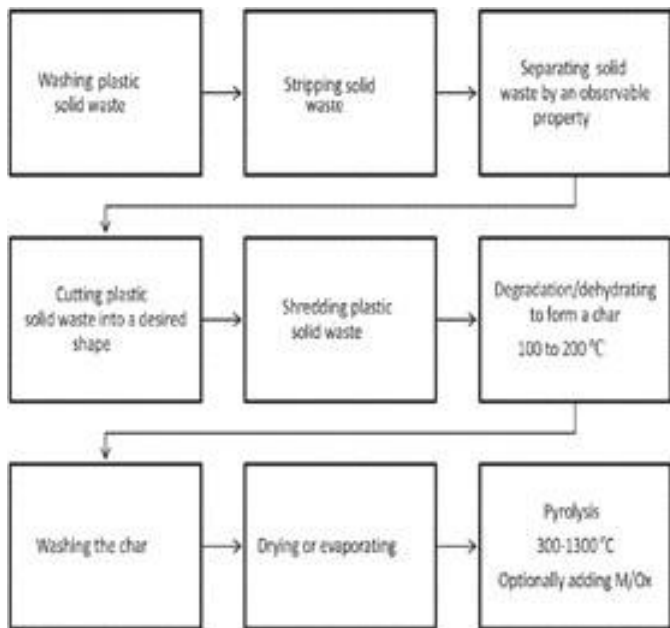 Washing plastic
solid waste
Stripping solid
waste
Separating solid
waste by an observable
property
Cutting plastic
solid waste into a desired
shape
Shredding plastic
solid waste
Degradation/dehydrating
to form a char
100 to 200 °C
Washing the char
Drying or evaporating
Pyrolysis
300-1300 °C
Optionally adding M/Ox